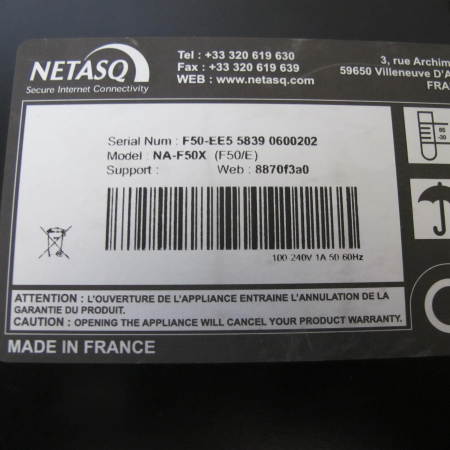 NETASQ
Secure Internet Connectivity
Tel : +33 320 619 630
Fax : +33 320 619 639
WEB : www.netasq.com
3, rue Archim
59650 Villeneuve D'A
FRA
Serial Num : F50-EE5 5839 0600202
Model : NA-F50X (F50/E)
Support : Web : 8870f3a0
100-240V 1A 50-60Hz
ATTENTION : L'OUVERTURE DE L'APPLIANCE ENTRAINE L'ANNULATION DE LA
GARANTIE DU PRODUIT.
CAUTION : OPENING THE APPLIANCE WILL CANCEL YOUR PRODUCT WARRANTY.
MADE IN FRANCE